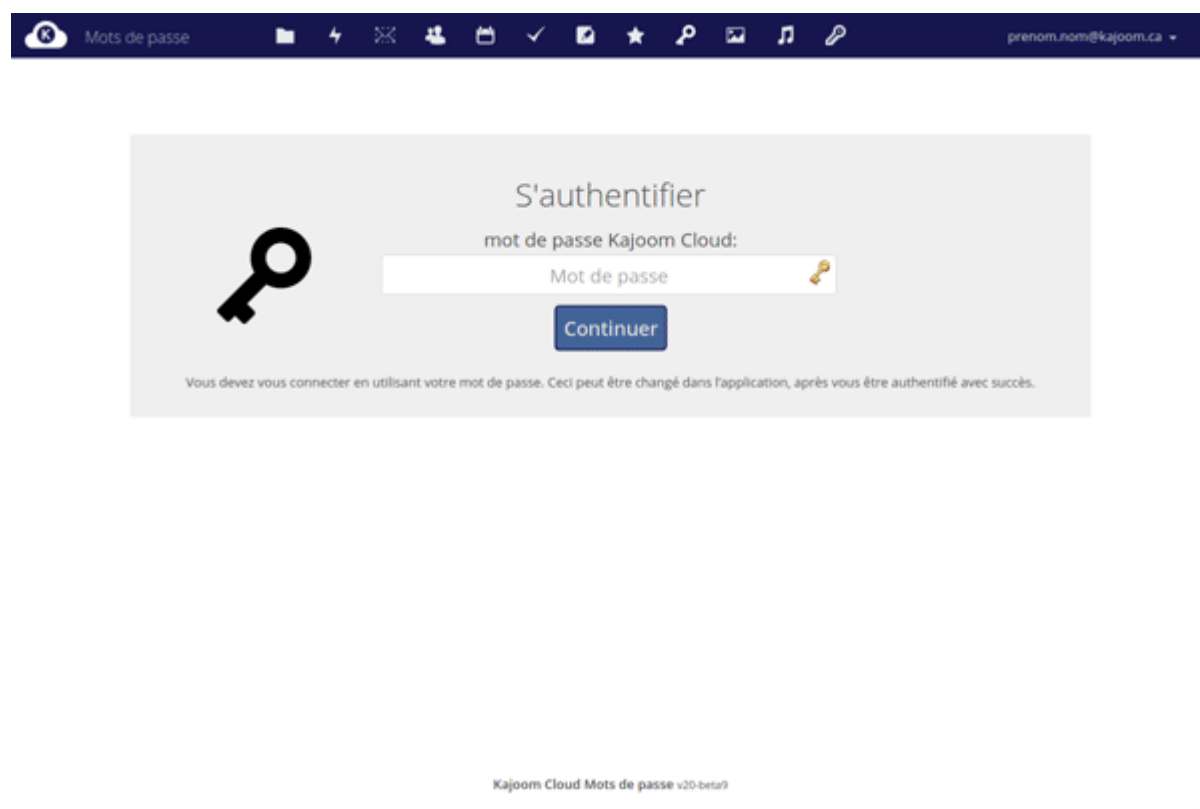 K
Mots de passe
prenom.nom@kajoom.ca
S'authentifier
mot de passe Kajoom Cloud:
Mot de passe
Continuer
Vous devez vous connecter en utilisant votre mot de passe. Ceci peut être changé dans l'application, après vous être authentifié avec succès.
Kajoom Cloud Mots de passe v20-beta9